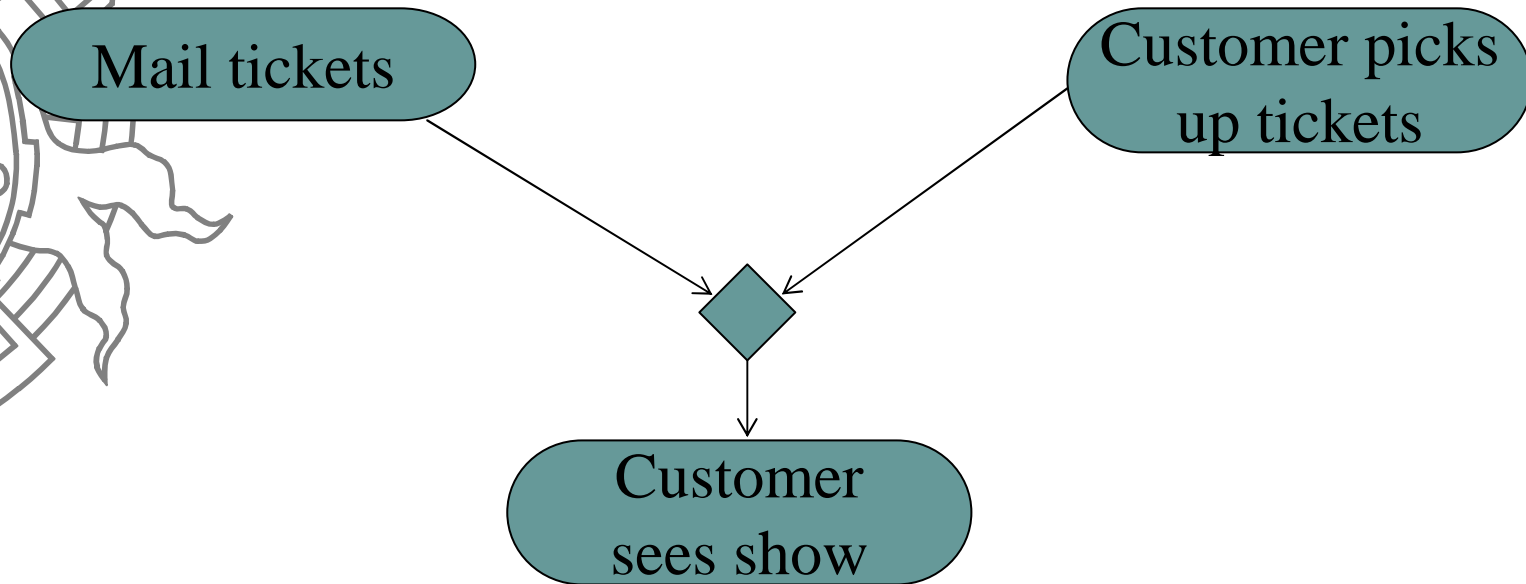 Mail tickets
Customer picks
up tickets
Customer
sees show